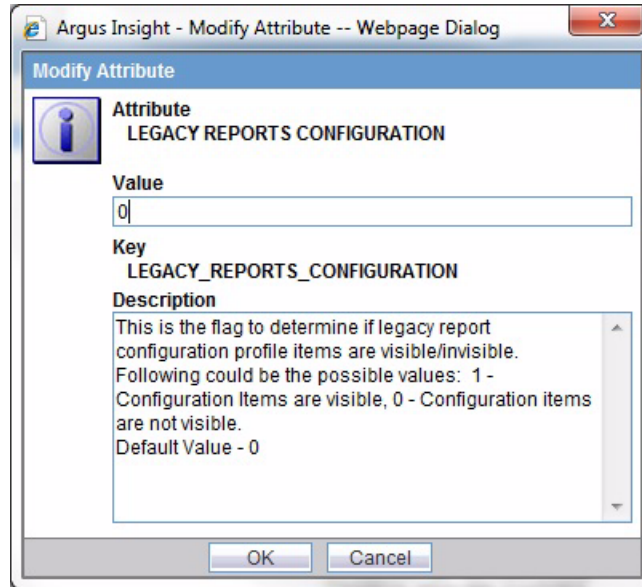 Argus Insight - Modify Attribute -- Webpage Dialog
Modify Attribute
Attribute
LEGACY REPORTS CONFIGURATION
Value
0
Key
LEGACY_REPORTS_CONFIGURATION
Description
This is the flag to determine if legacy report
configuration profile items are visible/invisible.
Following could be the possible values:  1 -
Configuration Items are visible, 0 - Configuration items
are not visible.
Default Value - 0
OK
Cancel